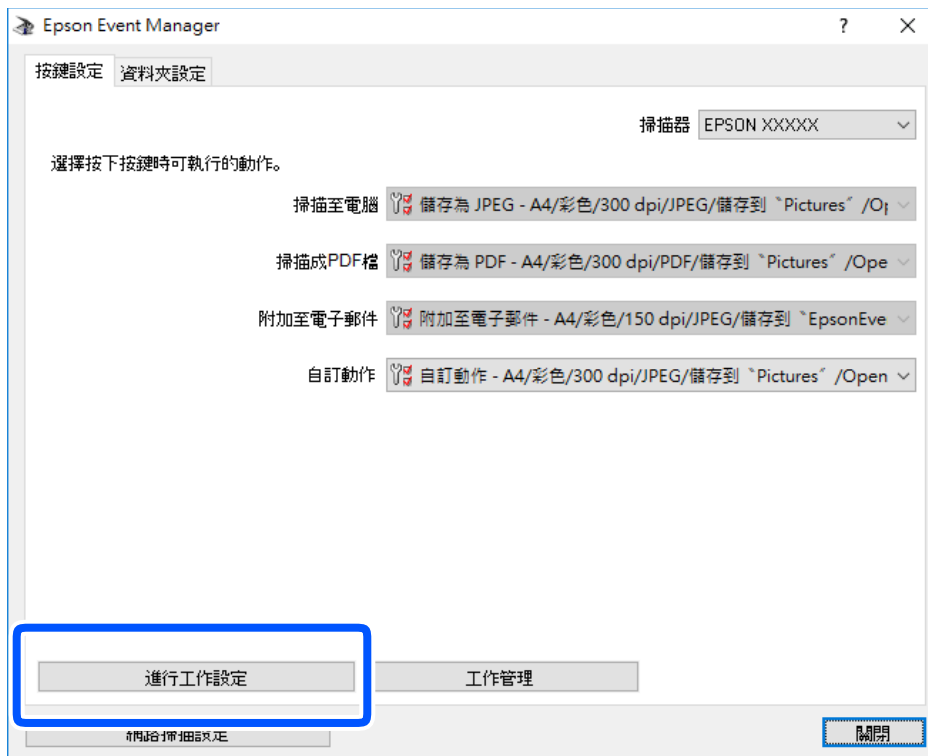 Epson Event Manager ? ×
按鍵設定 資料夾設定
掃描器 EPSON XXXXX
選擇按下按鍵時可執行的動作。
掃描至電腦 儲存為 JPEG - A4/彩色/300 dpi/JPEG/儲存到〝Pictures〞/Op
掃描成PDF檔 儲存為 PDF - A4/彩色/300 dpi/PDF/儲存到〝Pictures〞/Ope
附加至電子郵件 附加至電子郵件 - A4/彩色/150 dpi/JPEG/儲存到〝EpsonEve
自訂動作 自訂動作 - A4/彩色/300 dpi/JPEG/儲存到〝Pictures〞/Open
進行工作設定 工作管理
網路掃描設定 關閉